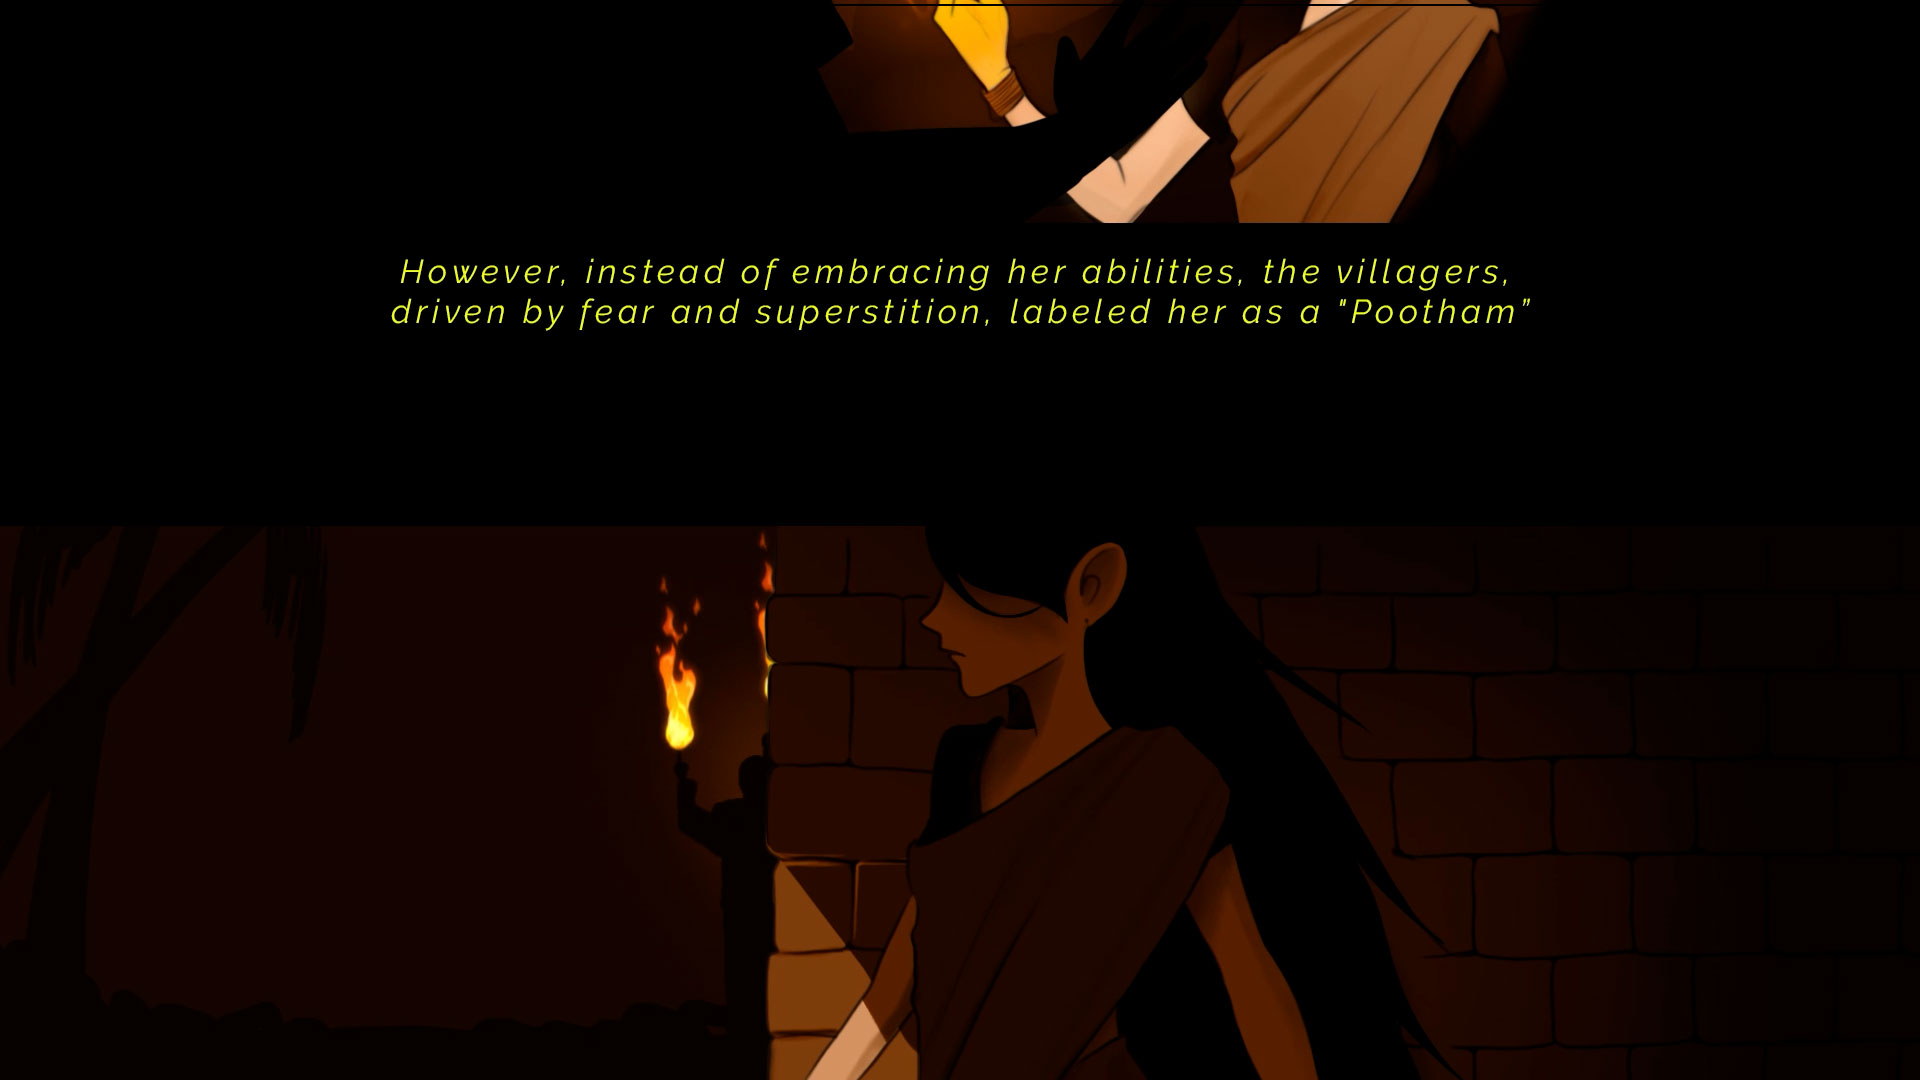 However, instead of embracing her abilities, the villagers,
driven by fear and superstition, labeled her as a "Pootham”